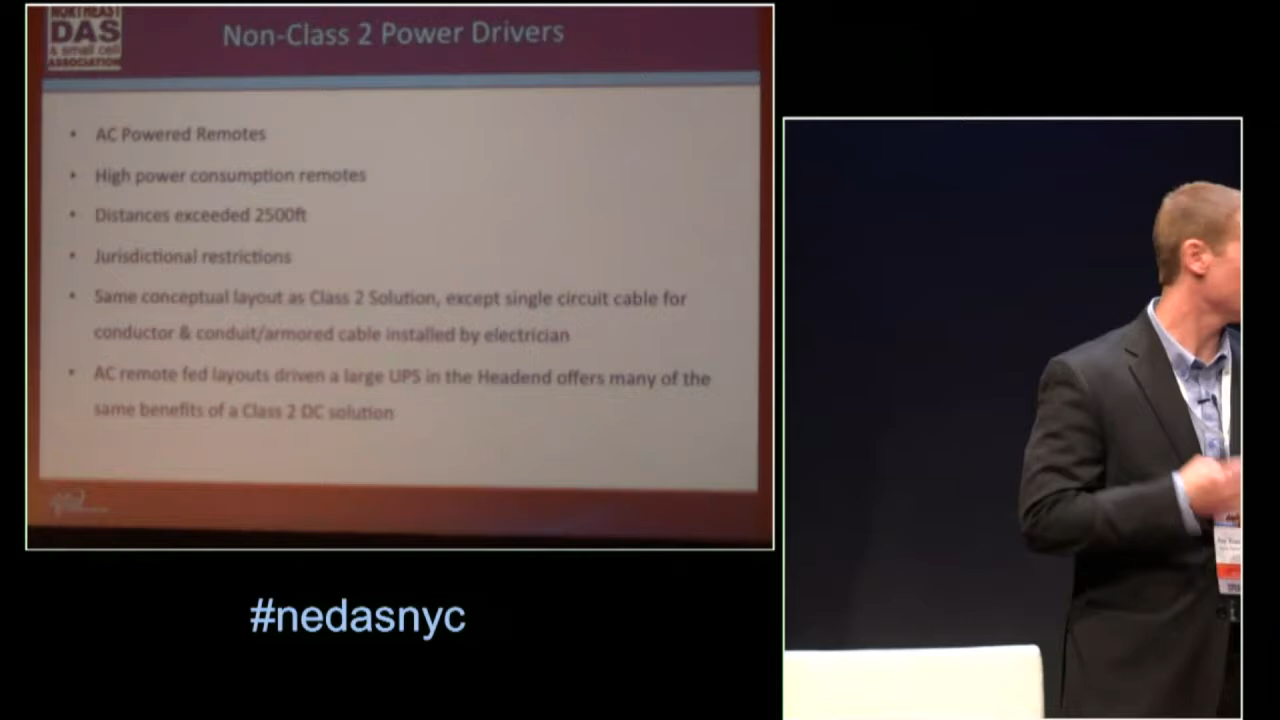 NORTHEAST
DAS
& small cell
ASSOCIATION
Non-Class 2 Power Drivers
• AC Powered Remotes
• High power consumption remotes
• Distances exceeded 2500ft
• Jurisdictional restrictions
• Same conceptual layout as Class 2 Solution, except single circuit cable for
conductor & conduit/armored cable installed by electrician
• AC remote fed layouts driven a large UPS in the Headend offers many of the
same benefits of a Class 2 DC solution
#nedasnyc